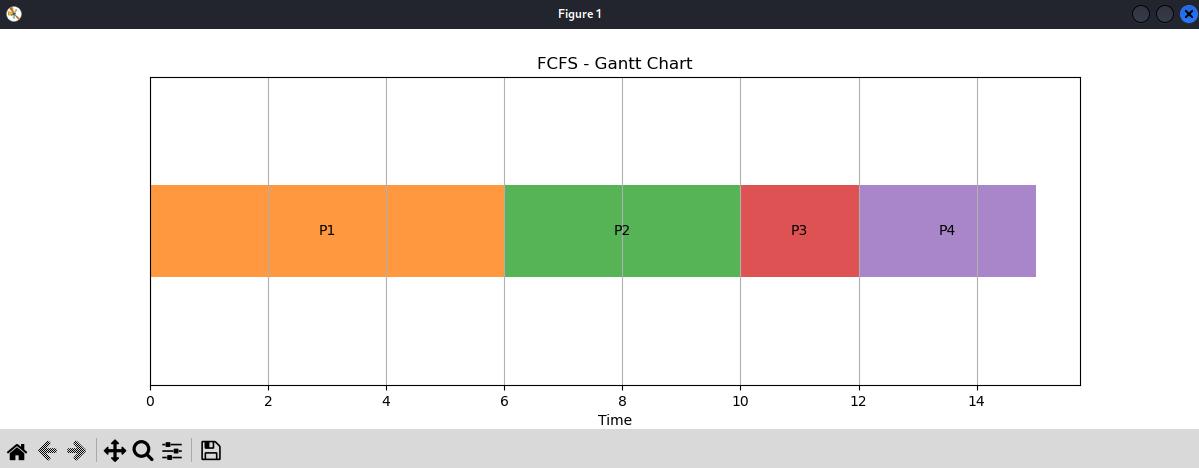 Figure 1
FCFS - Gantt Chart
P1 P2 P3 P4
0 2 4 6 8 10 12 14
Time